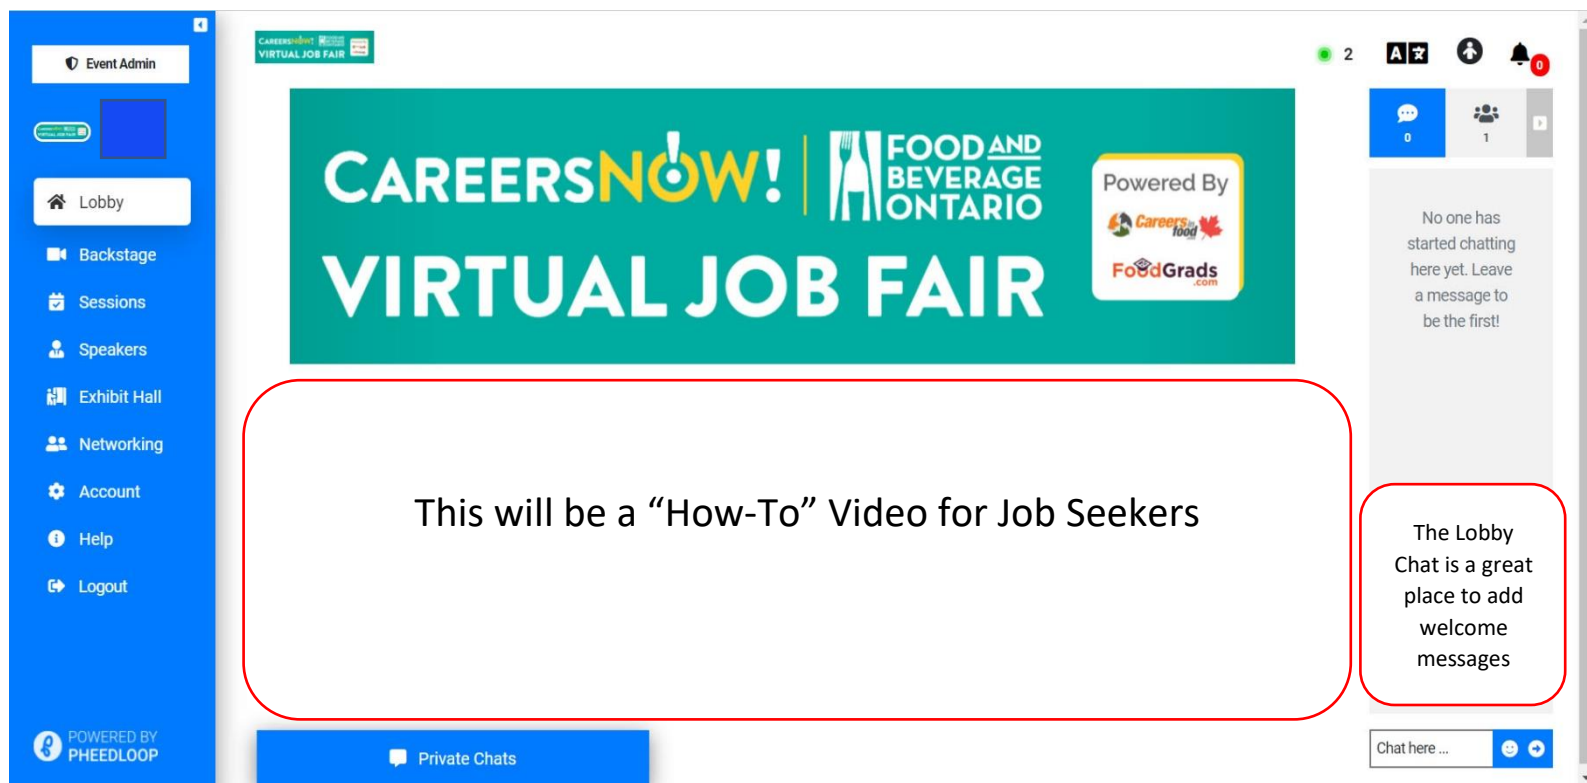 Event Admin
CAREERSNOW!
VIRTUAL JOB FAIR
Lobby
Backstage
Sessions
Speakers
Exhibit Hall
Networking
Account
Help
Logout
POWERED BY
PHEEDLOOP
CAREERSNOW!
FOOD AND
BEVERAGE
ONTARIO
VIRTUAL JOB FAIR
Powered By
Careers in
food
FoodGrads
.com
This will be a “How-To” Video for Job Seekers
Private Chats
2
A
0
0
1
No one has
started chatting
here yet. Leave
a message to
be the first!
The Lobby
Chat is a great
place to add
welcome
messages
Chat here ...